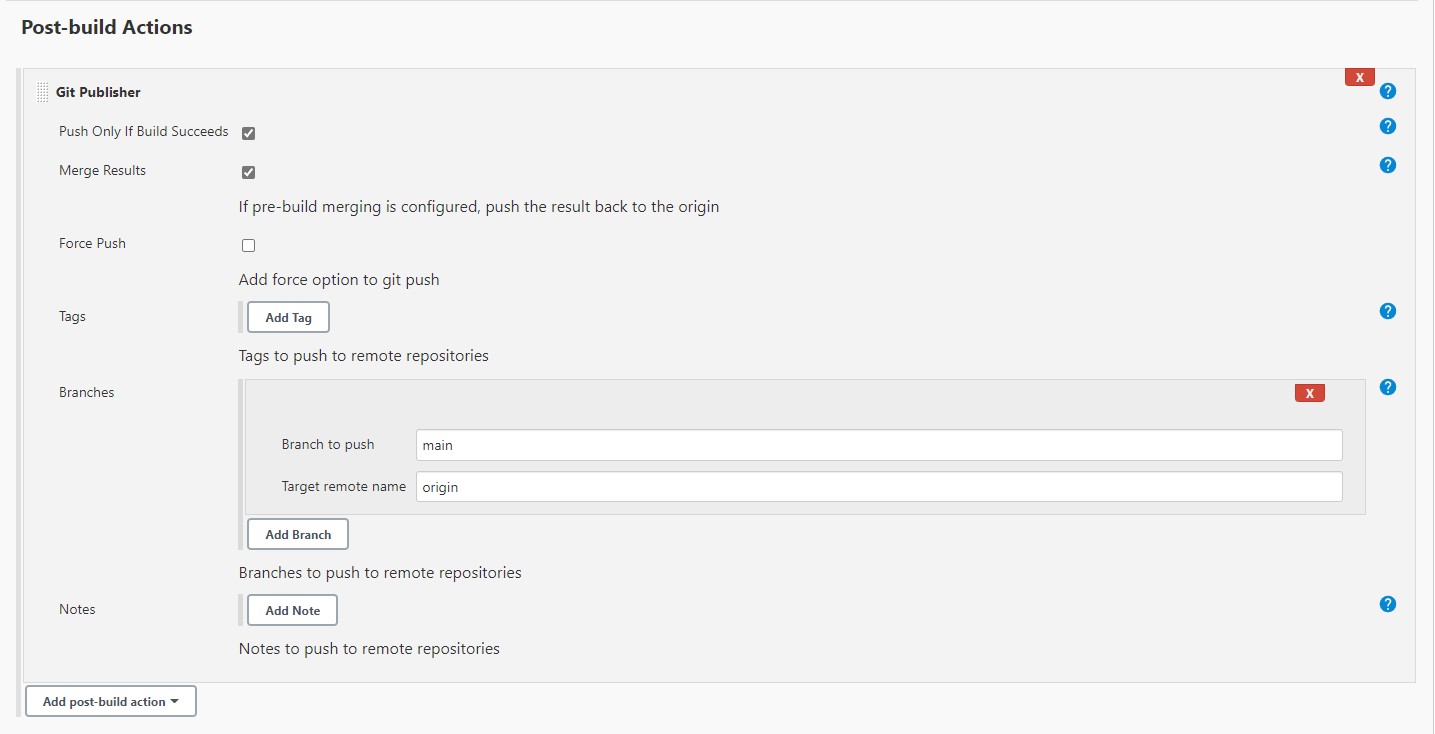 Post-build Actions
X
Git Publisher
?
Push Only If Build Succeeds
?
Merge Results
?
If pre-build merging is configured, push the result back to the origin
Force Push
Add force option to git push
Tags
Add Tag
?
Tags to push to remote repositories
Branches
X
?
Branch to push
main
Target remote name
origin
Add Branch
Branches to push to remote repositories
Notes
Add Note
?
Notes to push to remote repositories
Add post-build action